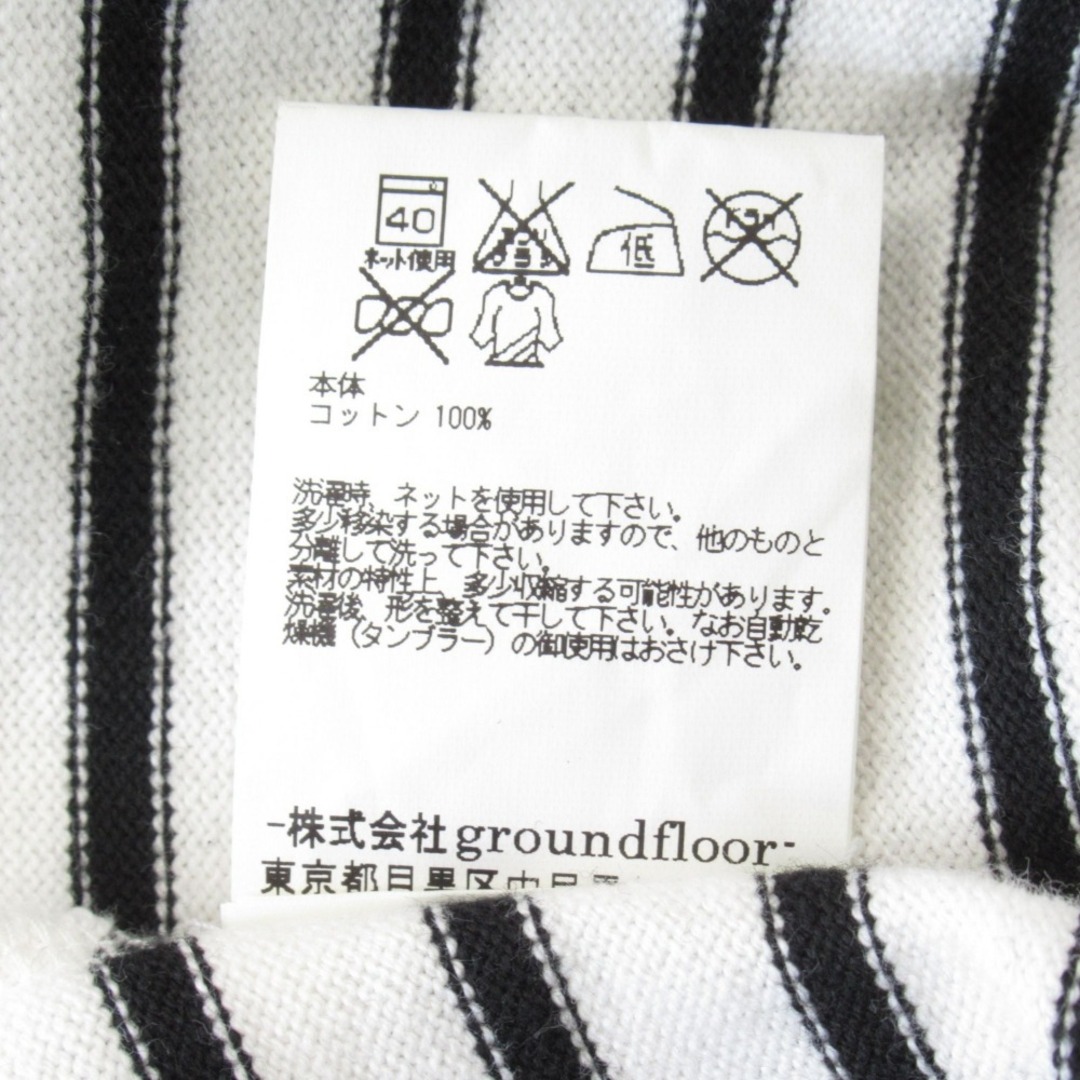 40
ネット使用
低
本体
コットン 100%
洗濯時、ネットを使用して下さい。
多少移染する場合がありますので、他のものと
分離して洗って下さい。
素材の特性上、多少収縮する可能性があります。
洗濯後、形を整えて干して下さい。なお自動乾
燥機（タンブラー）の御使用はおさけ下さい。
-株式会社groundfloor-
東京都目黒区中目黒